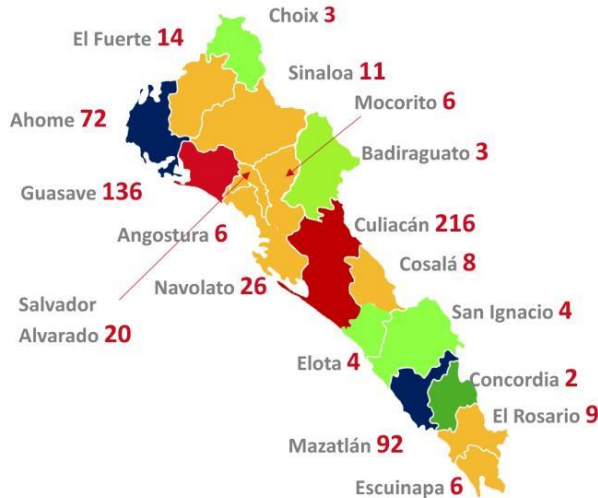 Choix 3
El Fuerte 14
Sinaloa 11
Mocorito 6
Ahome 72
Badiraguato 3
Guasave 136
Culiacán 216
Angostura 6
Cosalá 8
Navolato 26
Salvador
Alvarado 20
San Ignacio 4
Elota 4
Concordia 2
El Rosario 9
Mazatlán 92
Escuinapa 6